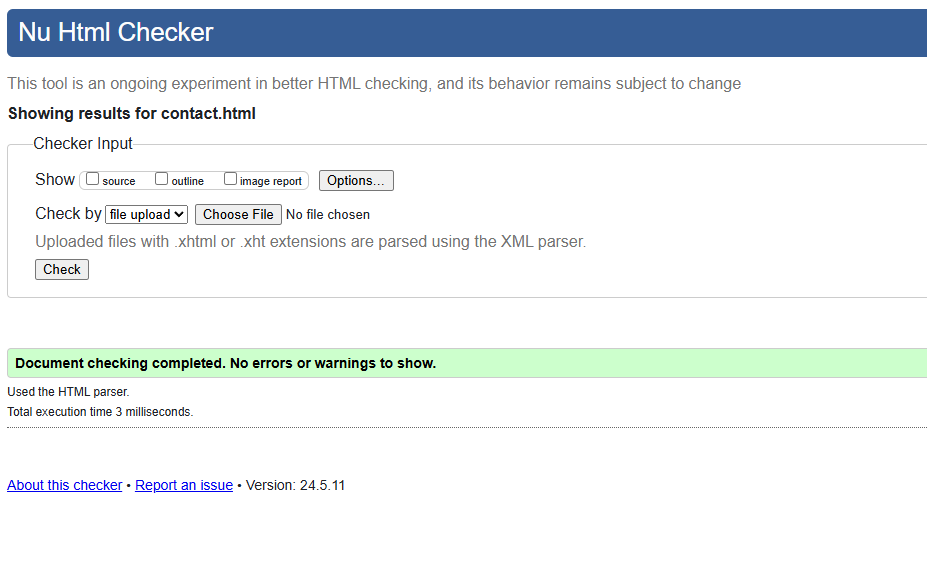 Nu Html Checker
This tool is an ongoing experiment in better HTML checking, and its behavior remains subject to change
Showing results for contact.html
Checker Input
Show source outline image report Options...
Check by file upload Choose File No file chosen
Uploaded files with .xhtml or .xht extensions are parsed using the XML parser.
Check
Document checking completed. No errors or warnings to show.
Used the HTML parser.
Total execution time 3 milliseconds.
About this checker • Report an issue • Version: 24.5.11